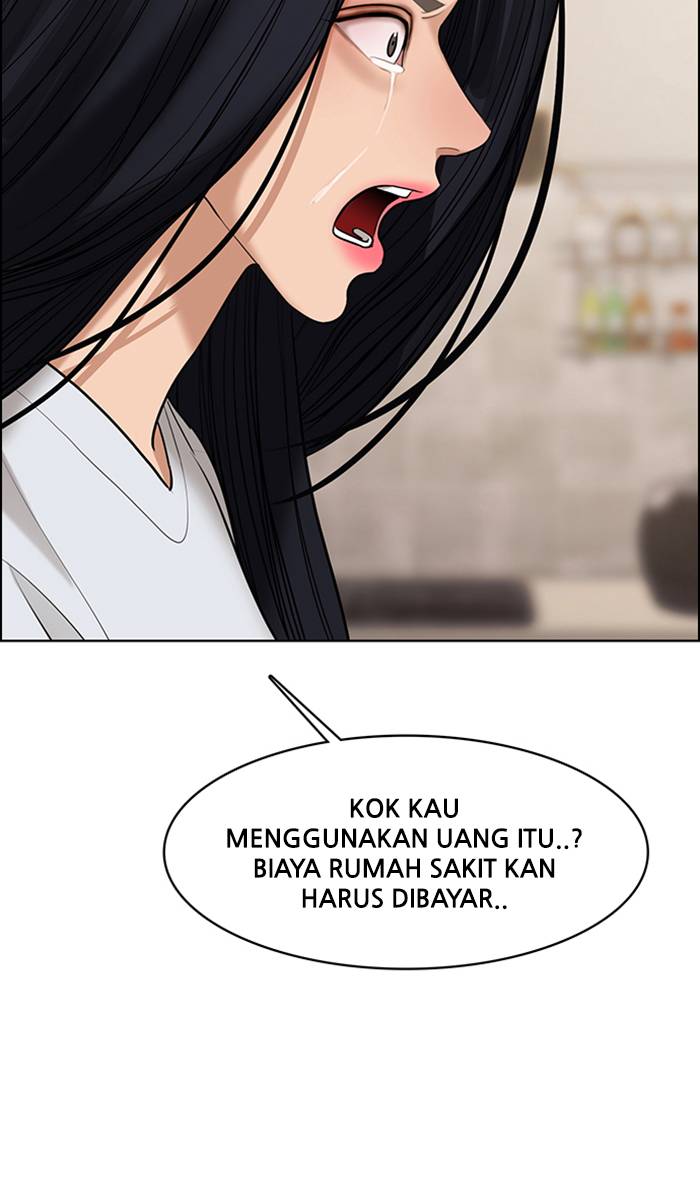 KOK KAU
MENGGUNAKAN UANG ITU..?
BIAYA RUMAH SAKIT KAN
HARUS DIBAYAR..